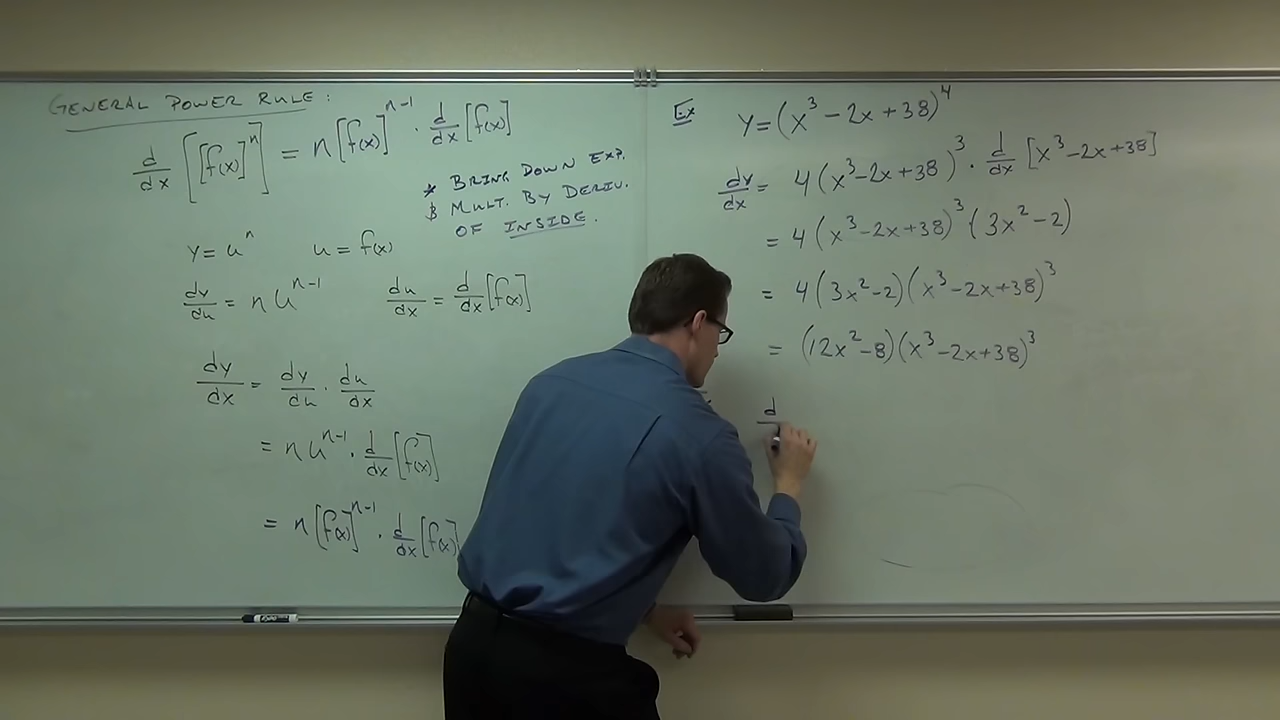 GENERAL POWER RULE:
d/dx [[f(x)]^n] = n[f(x)]^(n-1) · d/dx [f(x)]
* BRING DOWN EXP.
$ MULT. BY DERIV.
OF INSIDE.
y = u^n   u = f(x)
dy/du = nu^(n-1)   du/dx = d/dx [f(x)]
dy/dx = dy/du · du/dx
= nu^(n-1) · d/dx [f(x)]
= n[f(x)]^(n-1) · d/dx [f(x)]
Ex   y = (x^3 - 2x + 38)^4
dy/dx = 4(x^3 - 2x + 38)^3 · d/dx [x^3 - 2x + 38]
= 4(x^3 - 2x + 38)^3 · (3x^2 - 2)
= 4(3x^2 - 2)(x^3 - 2x + 38)^3
= (12x^2 - 8)(x^3 - 2x + 38)^3
d